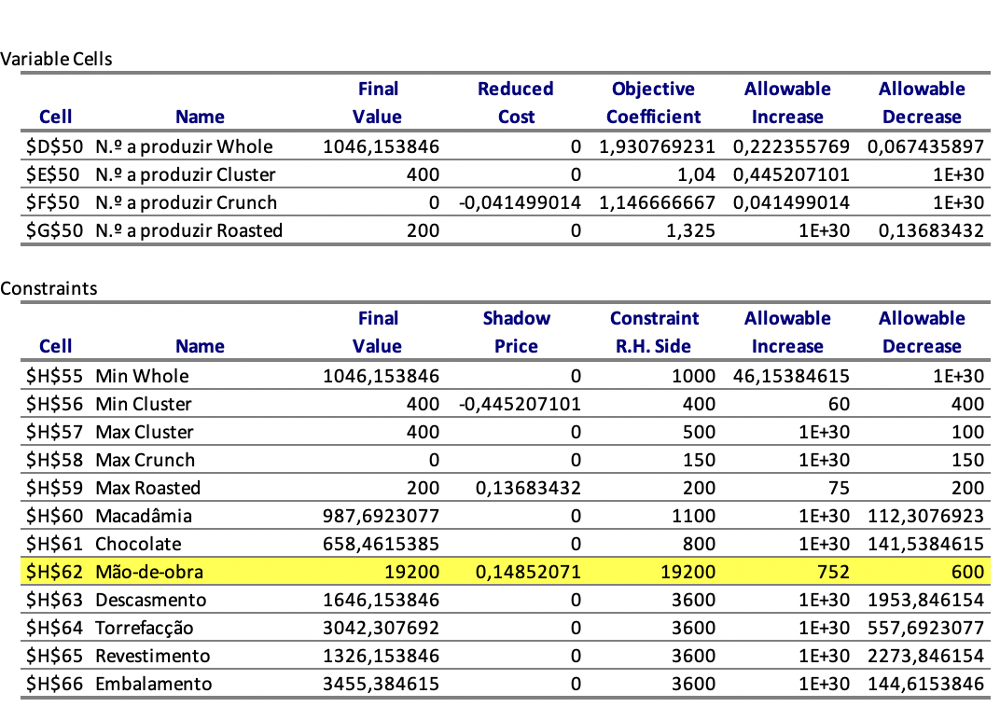 Variable Cells
Final Reduced Objective Allowable Allowable
Cell Name Value Cost Coefficient Increase Decrease
$D$50 N.º a produzir Whole 1046,153846 0 1,930769231 0,222355769 0,067435897
$E$50 N.º a produzir Cluster 400 0 1,04 0,445207101 1E+30
$F$50 N.º a produzir Crunch 0 -0,041499014 1,146666667 0,041499014 1E+30
$G$50 N.º a produzir Roasted 200 0 1,325 1E+30 0,13683432
Constraints
Final Shadow Constraint Allowable Allowable
Cell Name Value Price R.H. Side Increase Decrease
$H$55 Min Whole 1046,153846 0 1000 46,15384615 1E+30
$H$56 Min Cluster 400 -0,445207101 400 60 400
$H$57 Max Cluster 400 0 500 1E+30 100
$H$58 Max Crunch 0 0 150 1E+30 150
$H$59 Max Roasted 200 0,13683432 200 75 200
$H$60 Macadâmia 987,6923077 0 1100 1E+30 112,3076923
$H$61 Chocolate 658,4615385 0 800 1E+30 141,5384615
$H$62 Mão-de-obra 19200 0,14852071 19200 752 600
$H$63 Descasmento 1646,153846 0 3600 1E+30 1953,846154
$H$64 Torrefacção 3042,307692 0 3600 1E+30 557,6923077
$H$65 Revestimento 1326,153846 0 3600 1E+30 2273,846154
$H$66 Embalamento 3455,384615 0 3600 1E+30 144,6153846